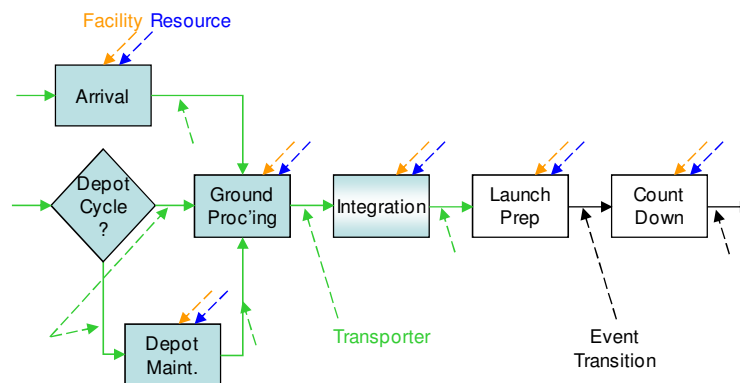 Facility Resource
Arrival
Depot
Cycle
?
Ground
Proc'ing
Integration
Launch
Prep
Count
Down
Depot
Maint.
Transporter
Event
Transition